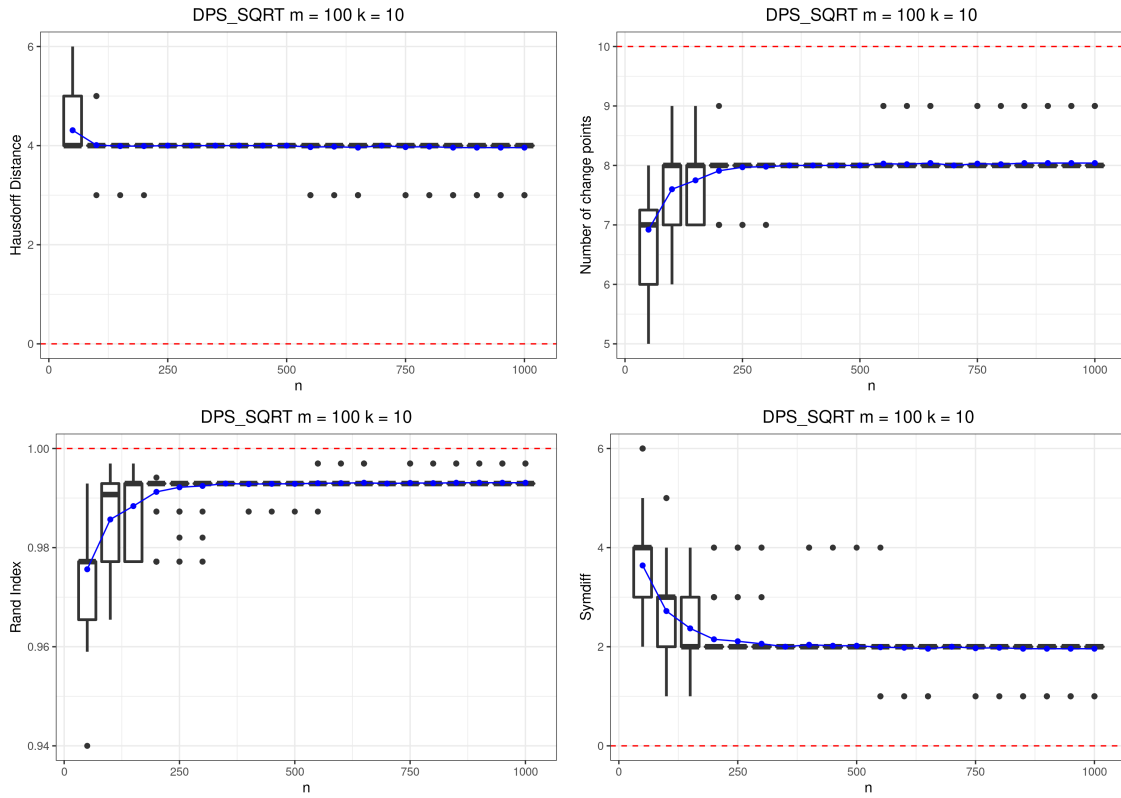 DPS_SQRT m = 100 k = 10
Hausdorff Distance
6
4
2
0
0 250 500 750 1000
n
DPS_SQRT m = 100 k = 10
Number of change points
10
9
8
7
6
5
0 250 500 750 1000
n
DPS_SQRT m = 100 k = 10
Rand Index
1.00
0.98
0.96
0.94
0 250 500 750 1000
n
DPS_SQRT m = 100 k = 10
Symdiff
6
4
2
0
0 250 500 750 1000
n